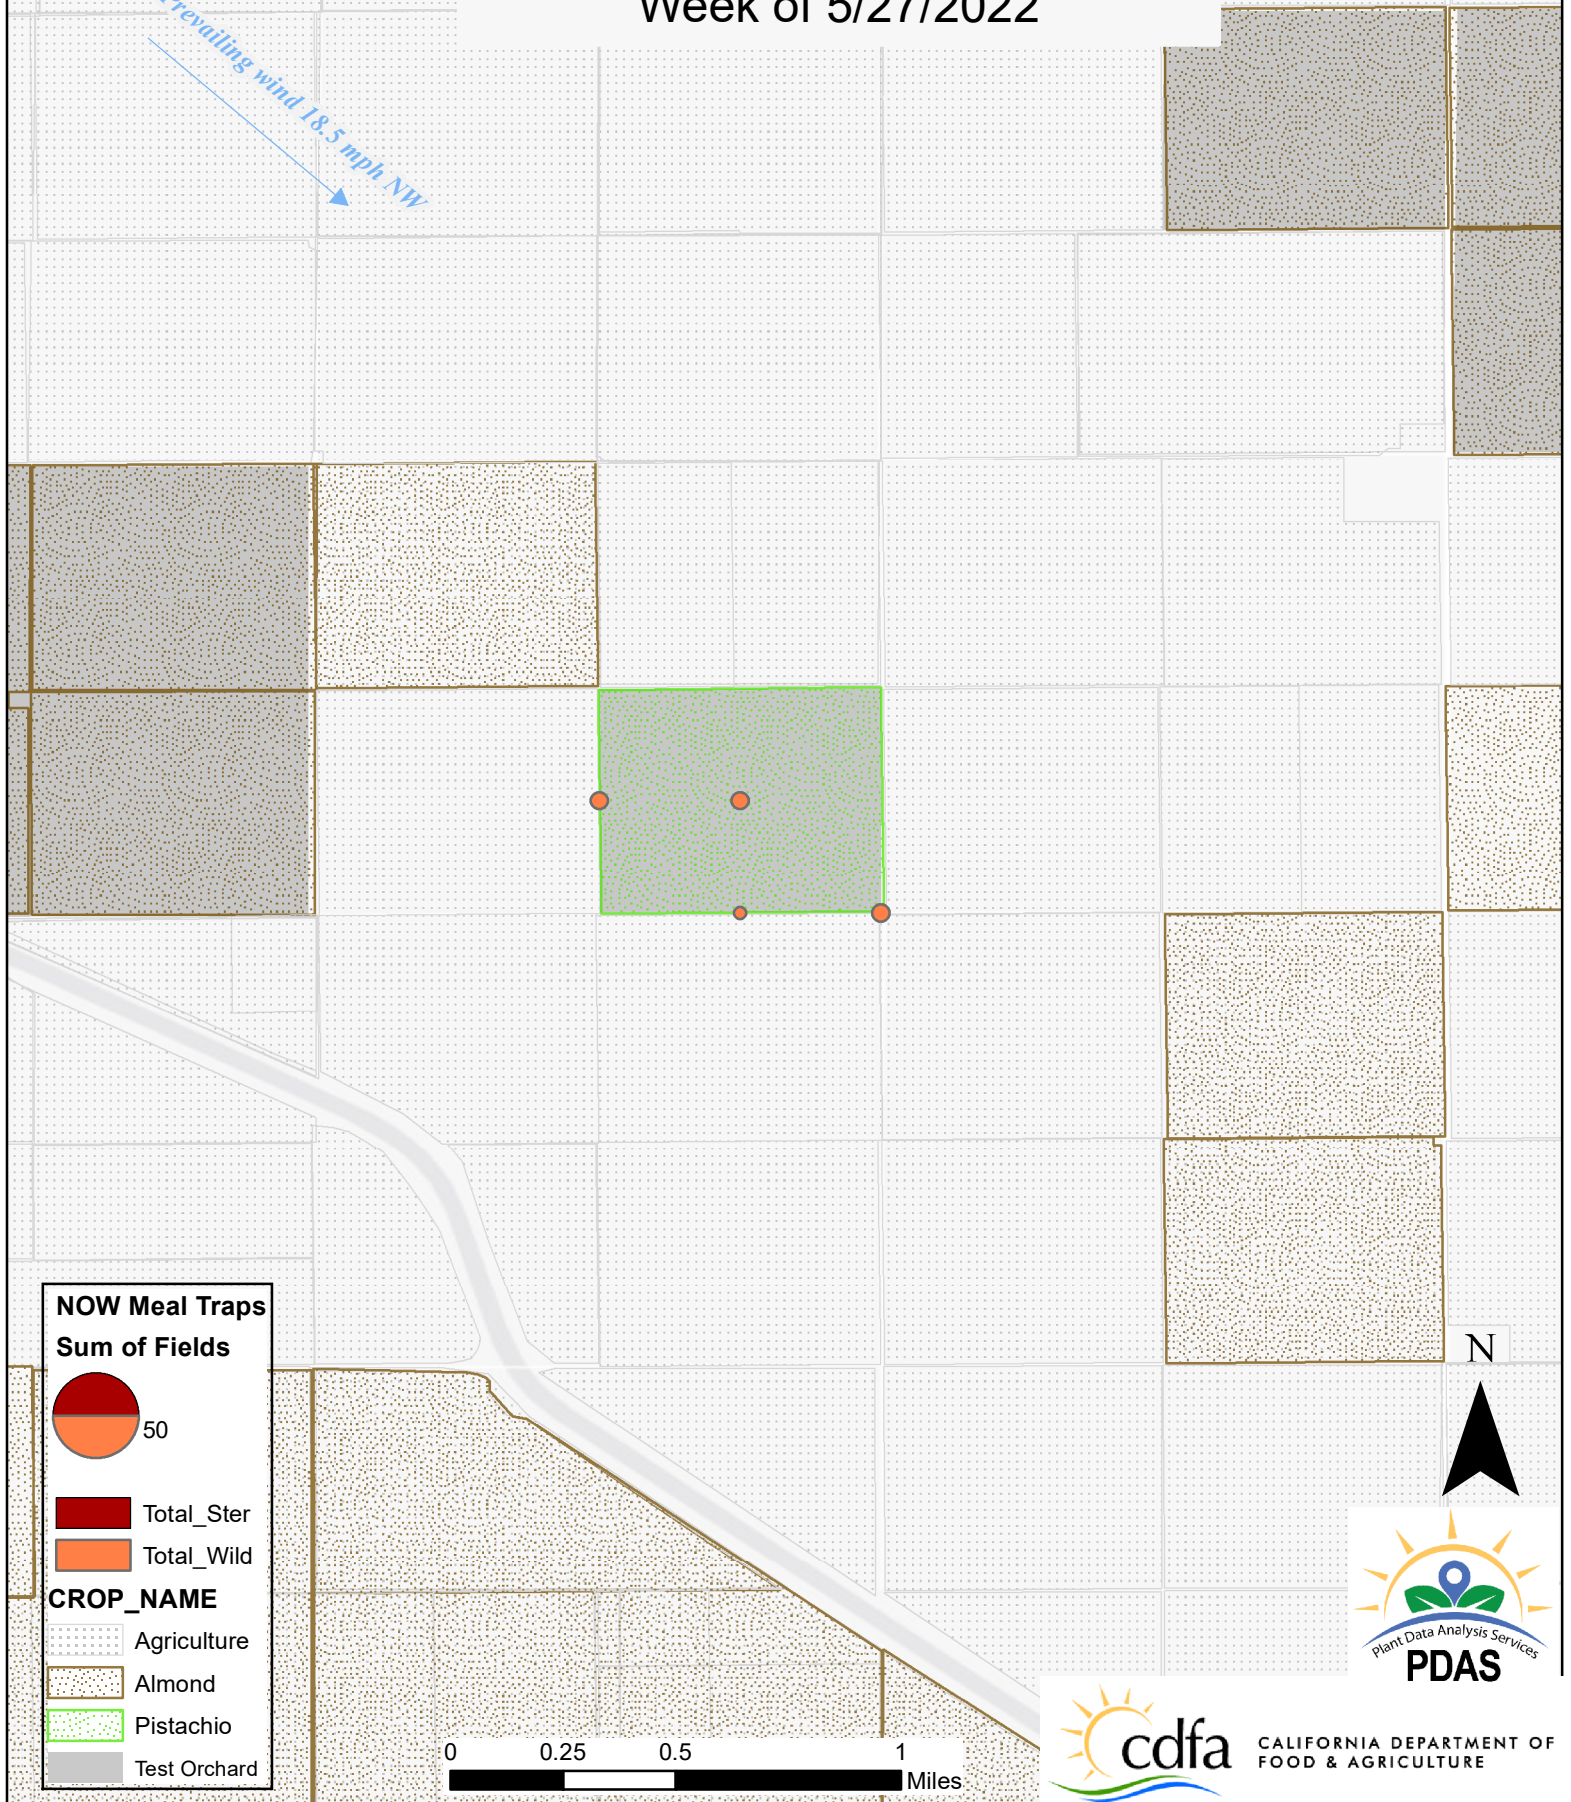 Week of 5/27/2022
Prevailing wind 18.5 mph NW
NOW Meal Traps
Sum of Fields
50
Total_Ster
Total_Wild
CROP_NAME
Agriculture
Almond
Pistachio
Test Orchard
0 0.25 0.5 1
Miles
N
Plant Data Analysis Services
PDAS
cdfa
CALIFORNIA DEPARTMENT OF
FOOD & AGRICULTURE